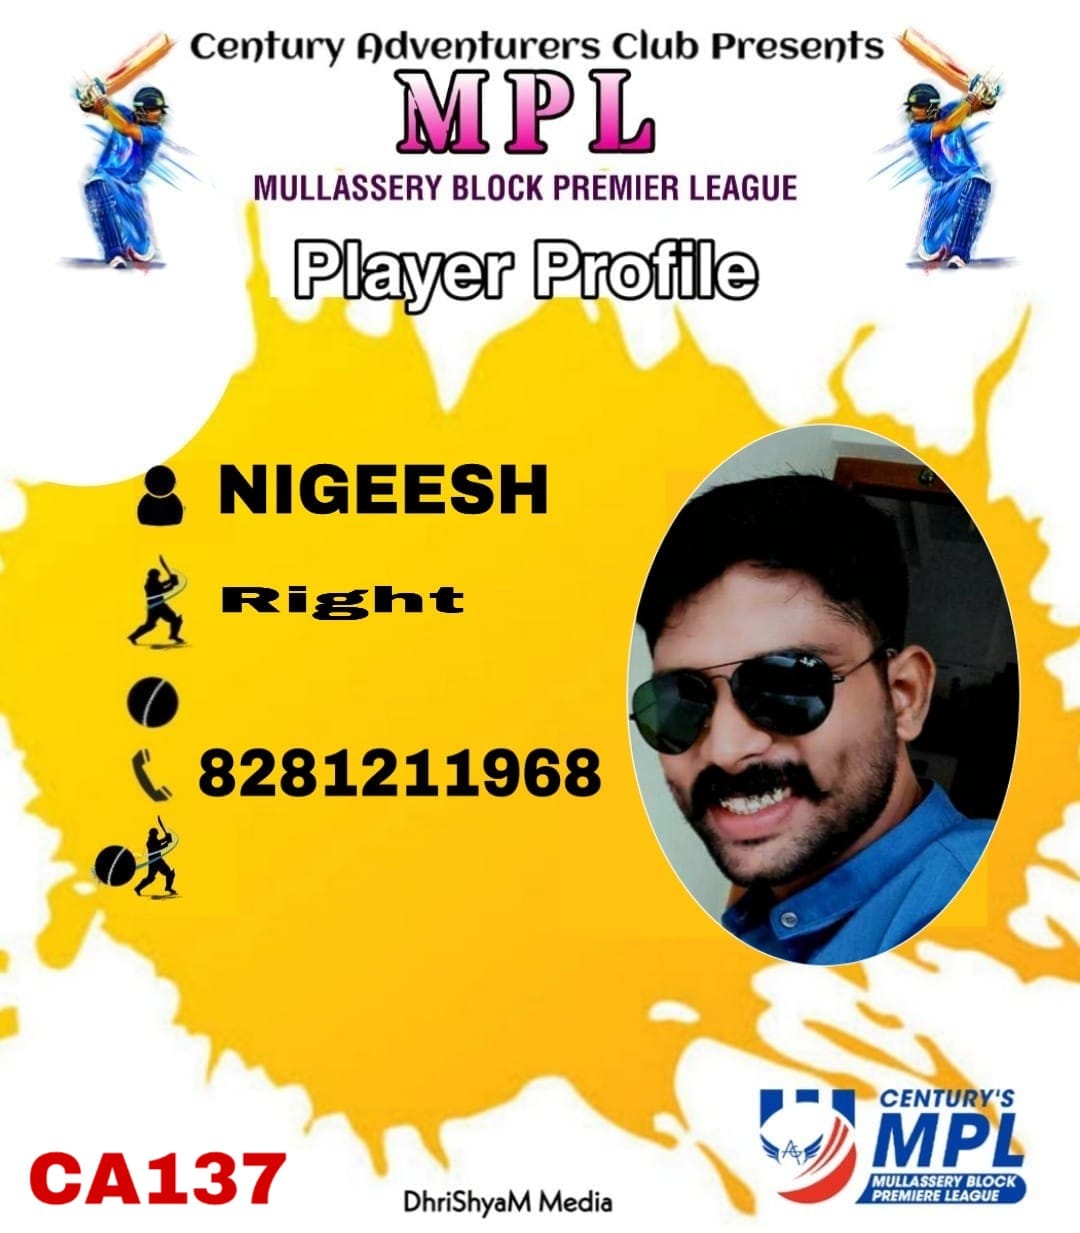 Century Adventurers Club Presents
MPL
MULLASSERY BLOCK PREMIER LEAGUE
Player Profile
NIGEESH
Right
8281211968
CA137
DhriShyaM Media
CENTURY'S
MPL
MULLASSERY BLOCK
PREMIERE LEAGUE